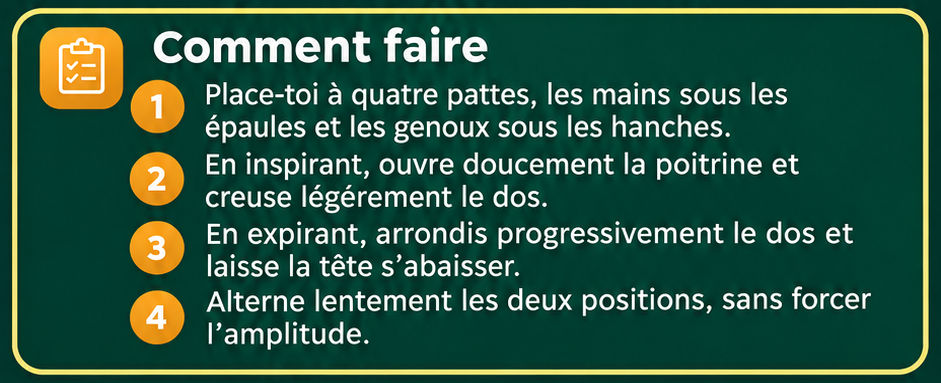 Comment faire
1 Place-toi à quatre pattes, les mains sous les
épaules et les genoux sous les hanches.
2 En inspirant, ouvre doucement la poitrine et
creuse légérement le dos.
3 En expirant, arrondis progressivement le dos et
laisse la tête s’abaisser.
4 Alterne lentement les deux positions, sans forcer
l’amplitude.